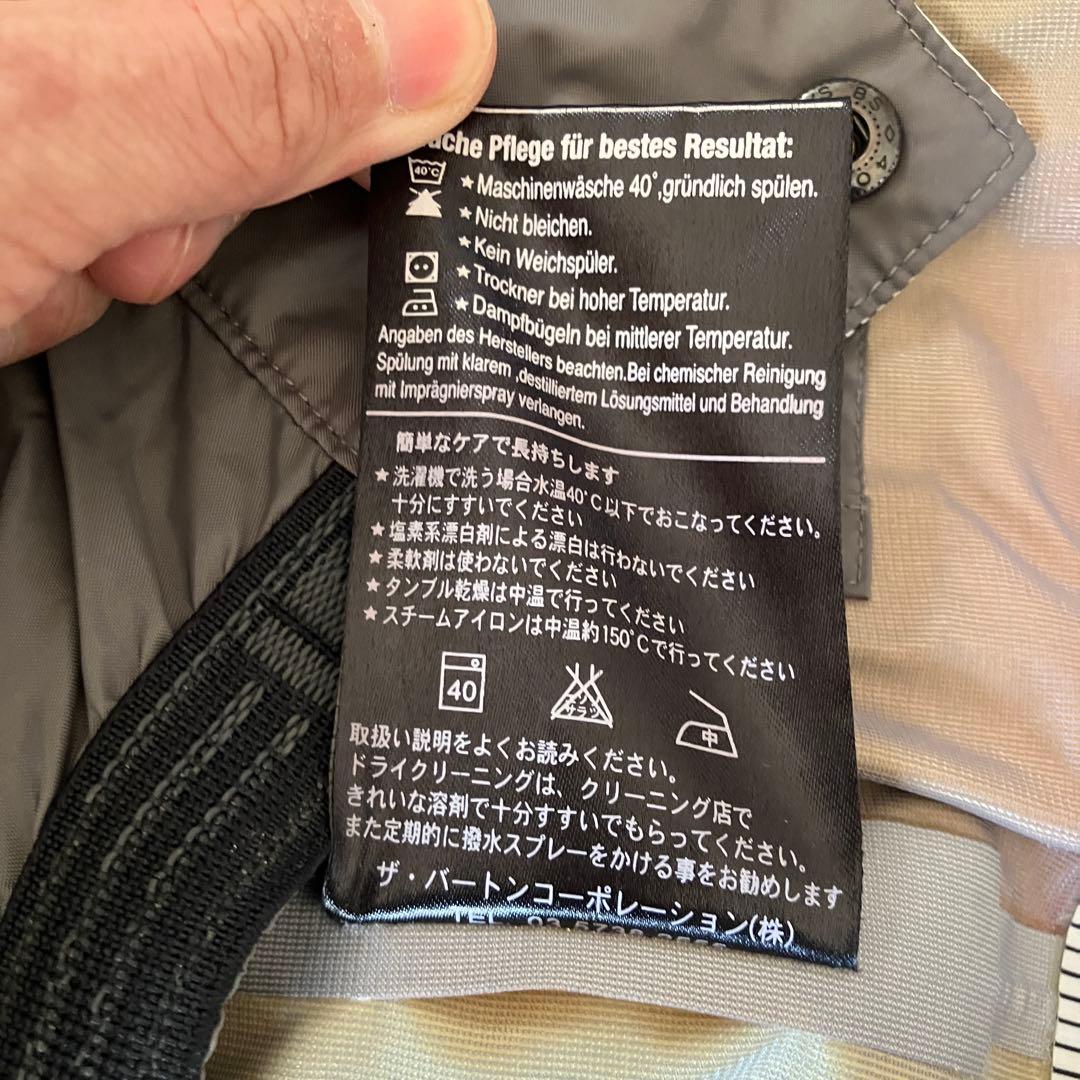 Pflege für bestes Resultat:
40°C
★ Maschinenwäsche 40°,gründlich spülen.
★ Nicht bleichen.
★ Kein Weichspüler.
★ Trockner bei hoher Temperatur.
★ Dampfbügeln bei mittlerer Temperatur.
Angaben des Herstellers beachten.Bei chemischer Reinigung
Spülung mit klarem ,destilliertem Lösungsmittel und Behandlung
mit Imprägnierspray verlangen.
簡単なケアで長持ちします
★ 洗濯機で洗う場合水温40°C以下でおこなってください。
十分にすすいでください
★ 塩素系漂白剤による漂白は行わないでください
★ 柔軟剤は使わないでください
★ タンブル乾燥は中温で行ってください
★ スチームアイロンは中温約150°Cで行ってください
40
エンソ
サラシ
中
取扱い説明をよくお読みください。
ドライクリーニングは、クリーニング店で
きれいな溶剤で十分すすいでもらってください。
また定期的に撥水スプレーをかける事をお勧めします
ザ・バートンコーポレーション(株)
TEL